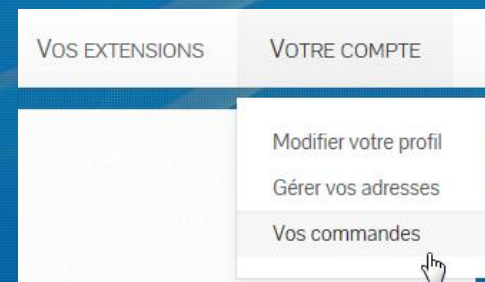 VOS EXTENSIONS VOTRE COMPTE
Modifier votre profil
Gérer vos adresses
Vos commandes